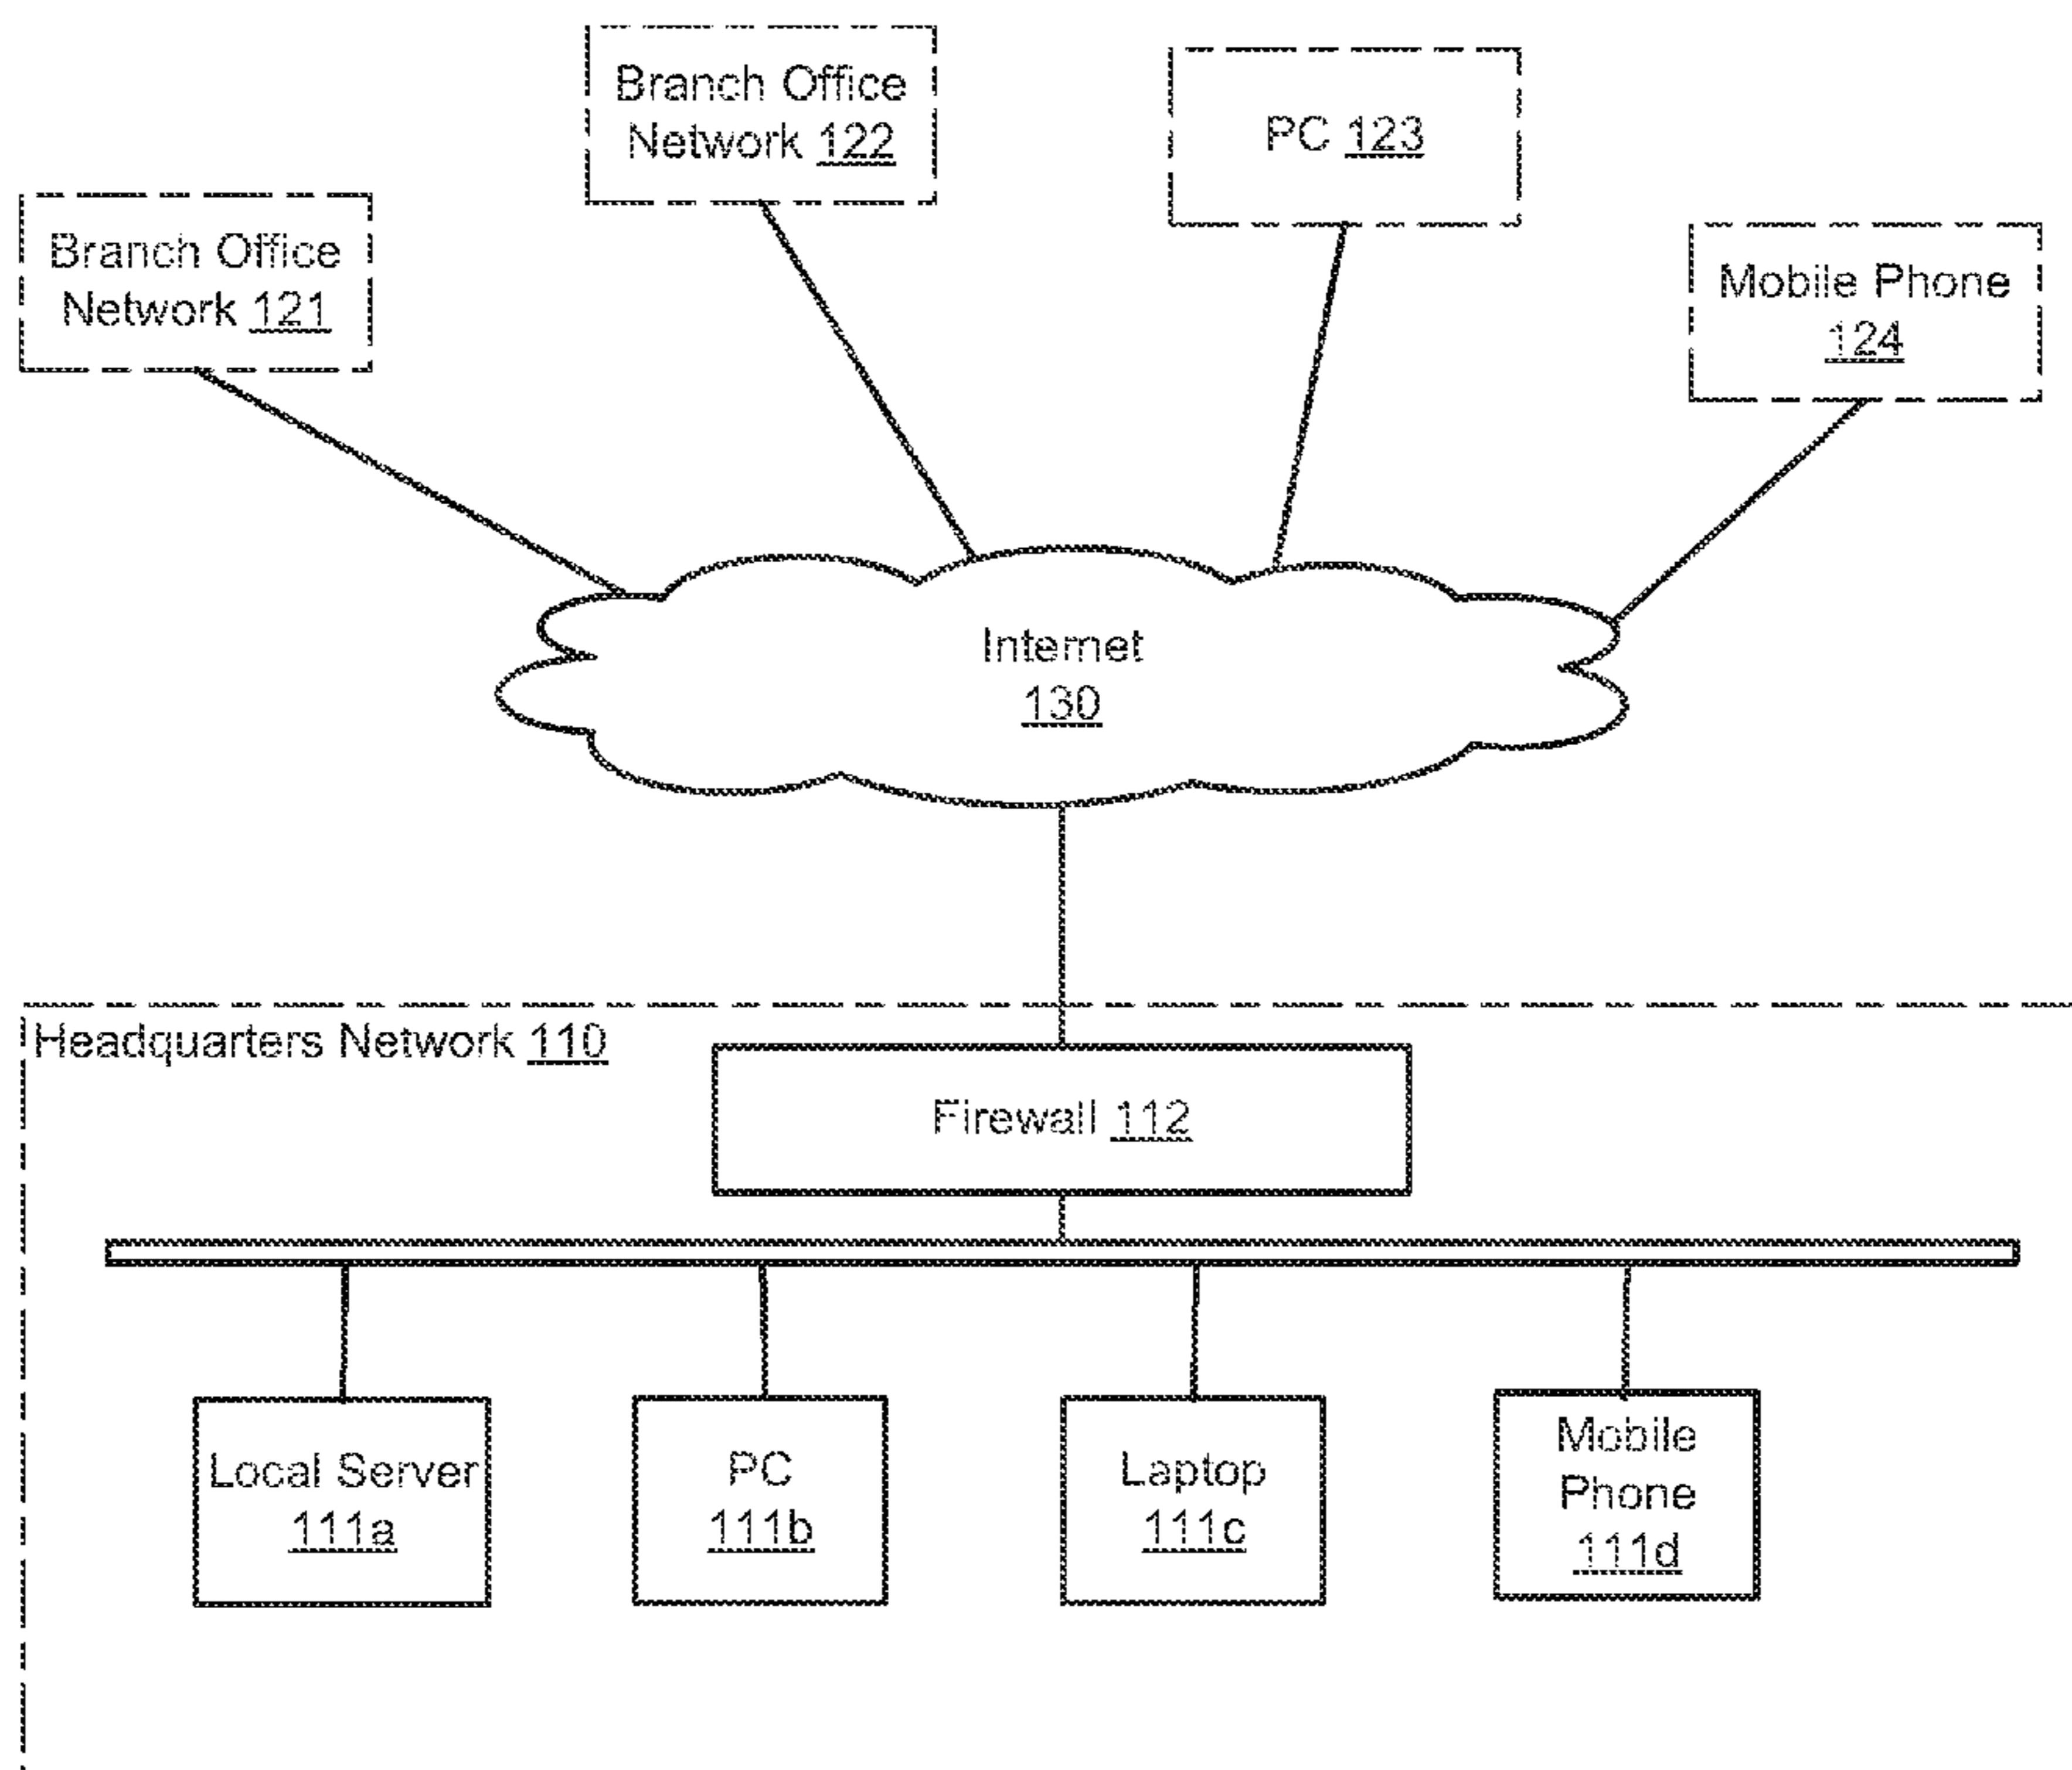 Branch Office
Network 122
PC 123
Branch Office
Network 121
Mobile Phone
124
Internet
130
Headquarters Network 110
Firewall 112
Local Server
111a
PC
111b
Laptop
111c
Mobile
Phone
111d